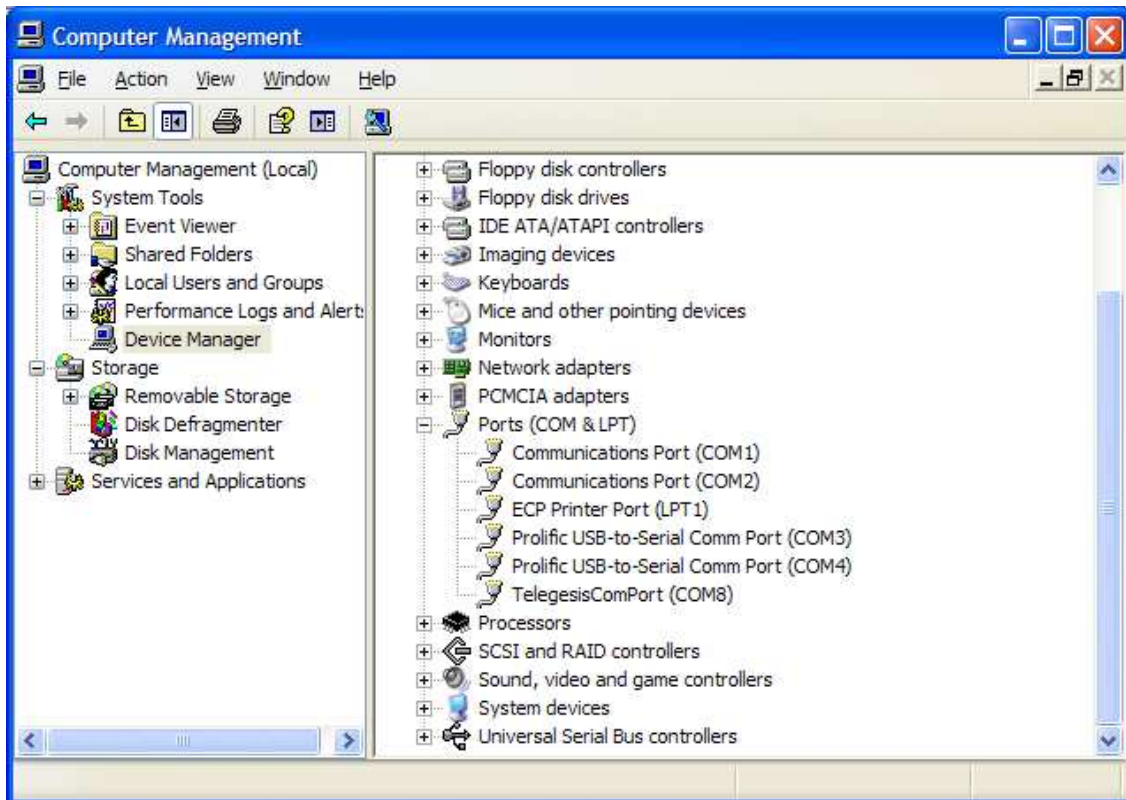 Computer Management
File Action View Window Help
Computer Management (Local)
System Tools
Event Viewer
Shared Folders
Local Users and Groups
Performance Logs and Alert
Device Manager
Storage
Removable Storage
Disk Defragmenter
Disk Management
Services and Applications
Floppy disk controllers
Floppy disk drives
IDE ATA/ATAPI controllers
Imaging devices
Keyboards
Mice and other pointing devices
Monitors
Network adapters
PCMCIA adapters
Ports (COM & LPT)
Communications Port (COM1)
Communications Port (COM2)
ECP Printer Port (LPT1)
Prolific USB-to-Serial Comm Port (COM3)
Prolific USB-to-Serial Comm Port (COM4)
TelegesisComPort (COM8)
Processors
SCSI and RAID controllers
Sound, video and game controllers
System devices
Universal Serial Bus controllers